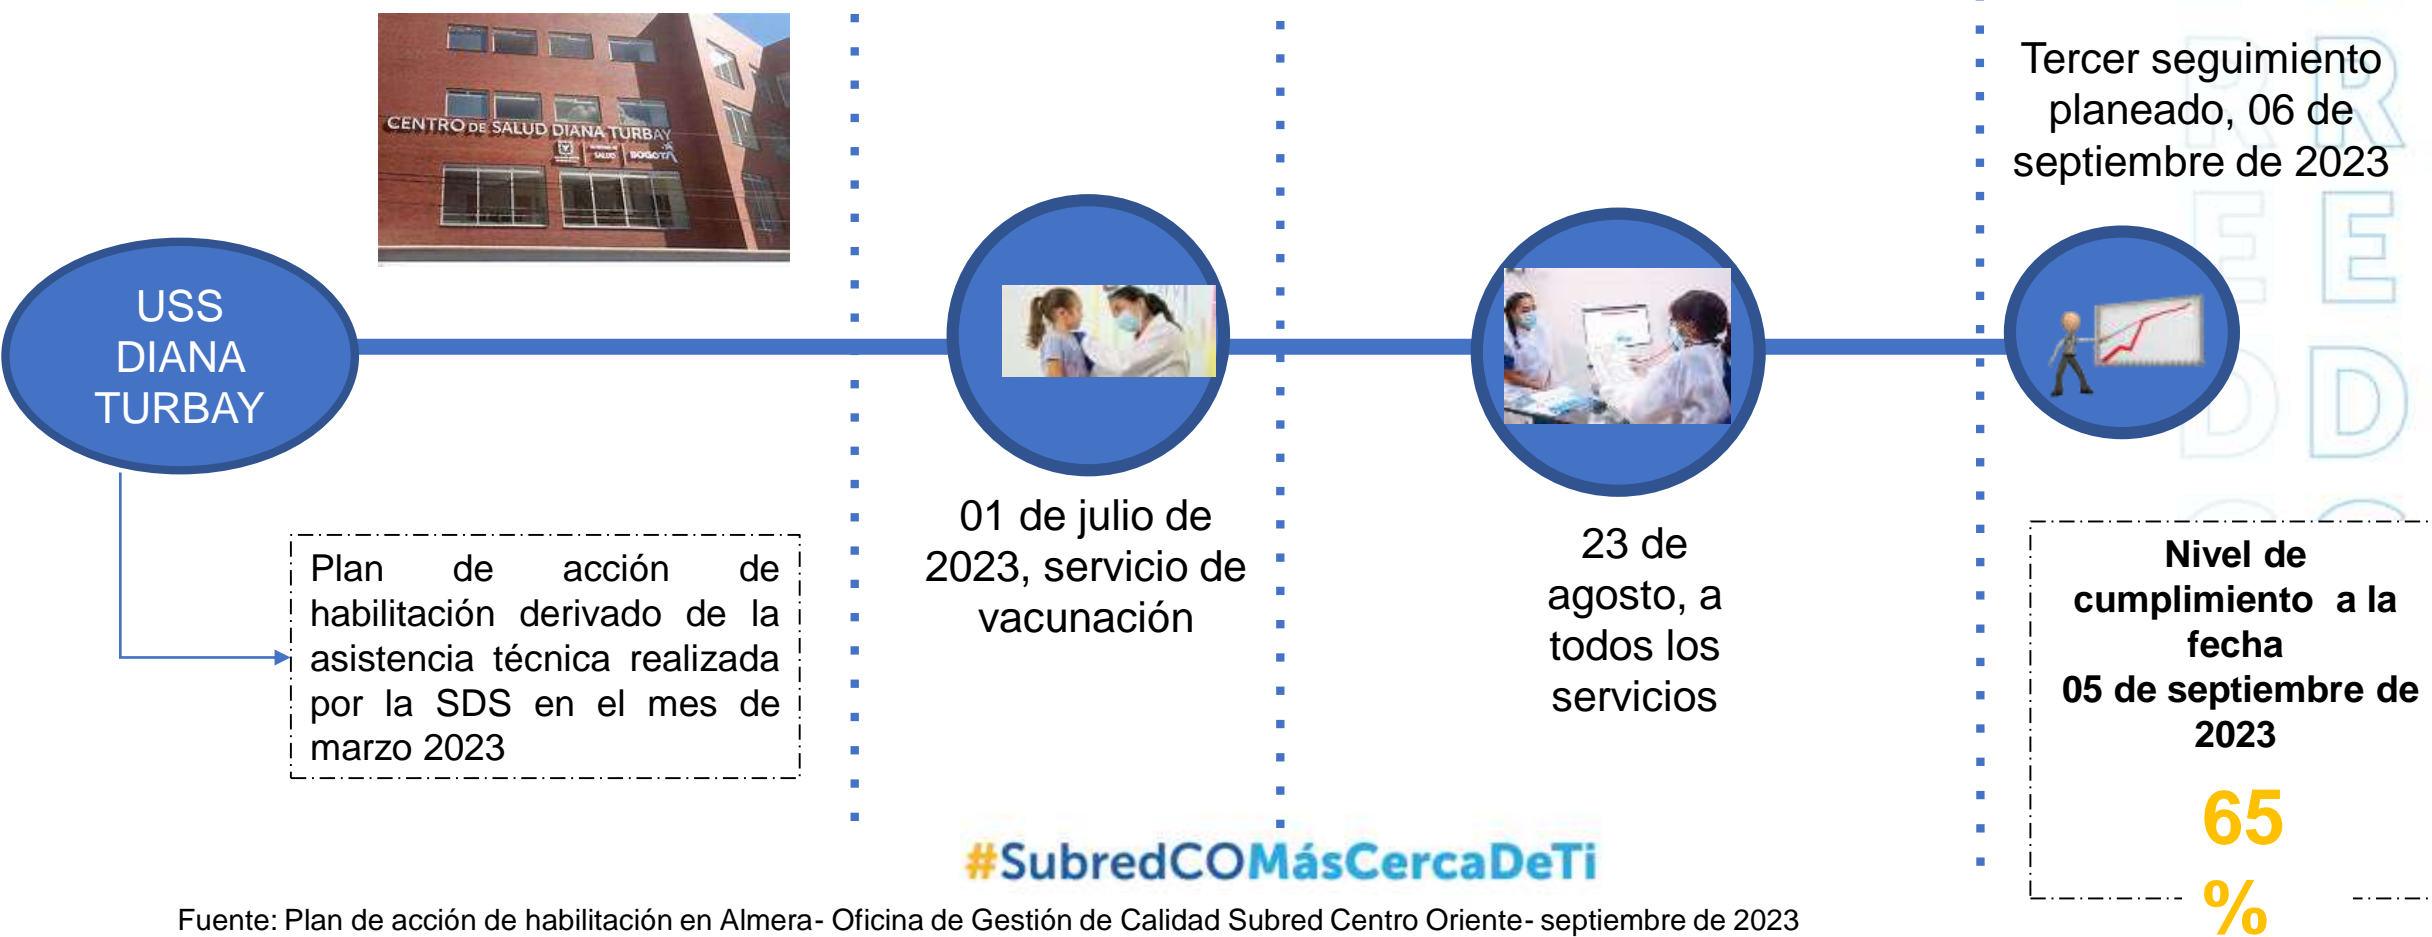 CENTRO DE SALUD DIANA TURBAY
SALUD
BOGOTÁ
USS
DIANA
TURBAY
Plan de acción de
habilitación derivado de la
asistencia técnica realizada
por la SDS en el mes de
marzo 2023
01 de julio de
2023, servicio de
vacunación
23 de
agosto, a
todos los
servicios
Tercer seguimiento
planeado, 06 de
septiembre de 2023
Nivel de
cumplimiento a la
fecha
05 de septiembre de
2023
65
%
R R
E E
D D
#SubredCOMásCercaDeTi
Fuente: Plan de acción de habilitación en Almera- Oficina de Gestión de Calidad Subred Centro Oriente- septiembre de 2023